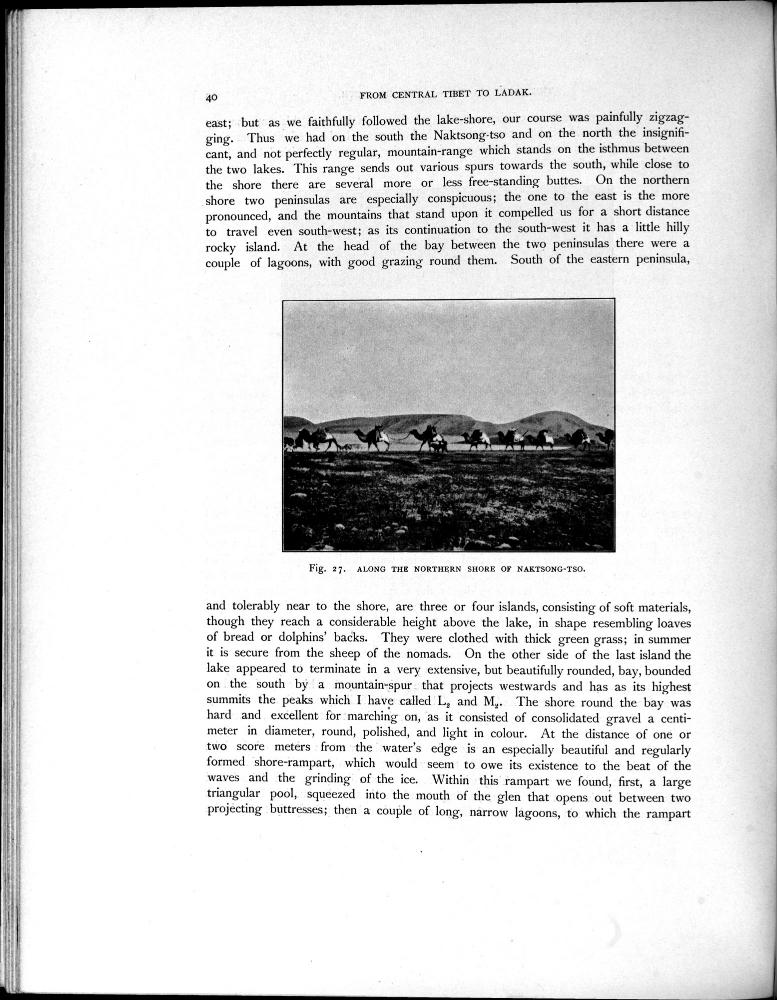 40
FROM CENTRAL TIBET TO LADAK.
east; but as we faithfully followed the lake-shore, our course was painfully zigzag-
ging. Thus we had on the south the Naktsong-tso and on the north the insignifi-
cant, and not perfectly regular, mountain-range which stands on the isthmus between
the two lakes. This range sends out various spurs towards the south, while close to
the shore there are several more or less free-standing buttes. On the northern
shore two peninsulas are especially conspicuous; the one to the east is the more
pronounced, and the mountains that stand upon it compelled us for a short distance
to travel even south-west; as its continuation to the south-west it has a little hilly
rocky island. At the head of the bay between the two peninsulas there were a
couple of lagoons, with good grazing round them. South of the eastern peninsula,
Fig. 27. ALONG THE NORTHERN SHORE OF NAKTSONG-TSO.
and tolerably near to the shore, are three or four islands, consisting of soft materials,
though they reach a considerable height above the lake, in shape resembling loaves
of bread or dolphins' backs. They were clothed with thick green grass; in summer
it is secure from the sheep of the nomads. On the other side of the last island the
lake appeared to terminate in a very extensive, but beautifully rounded, bay, bounded
on the south by a mountain-spur that projects westwards and has as its highest
summits the peaks which I have called L₂ and M₂. The shore round the bay was
hard and excellent for marching on, as it consisted of consolidated gravel a centi-
meter in diameter, round, polished, and light in colour. At the distance of one or
two score meters from the water's edge is an especially beautiful and regularly
formed shore-rampart, which would seem to owe its existence to the beat of the
waves and the grinding of the ice. Within this rampart we found, first, a large
triangular pool, squeezed into the mouth of the glen that opens out between two
projecting buttresses; then a couple of long, narrow lagoons, to which the rampart